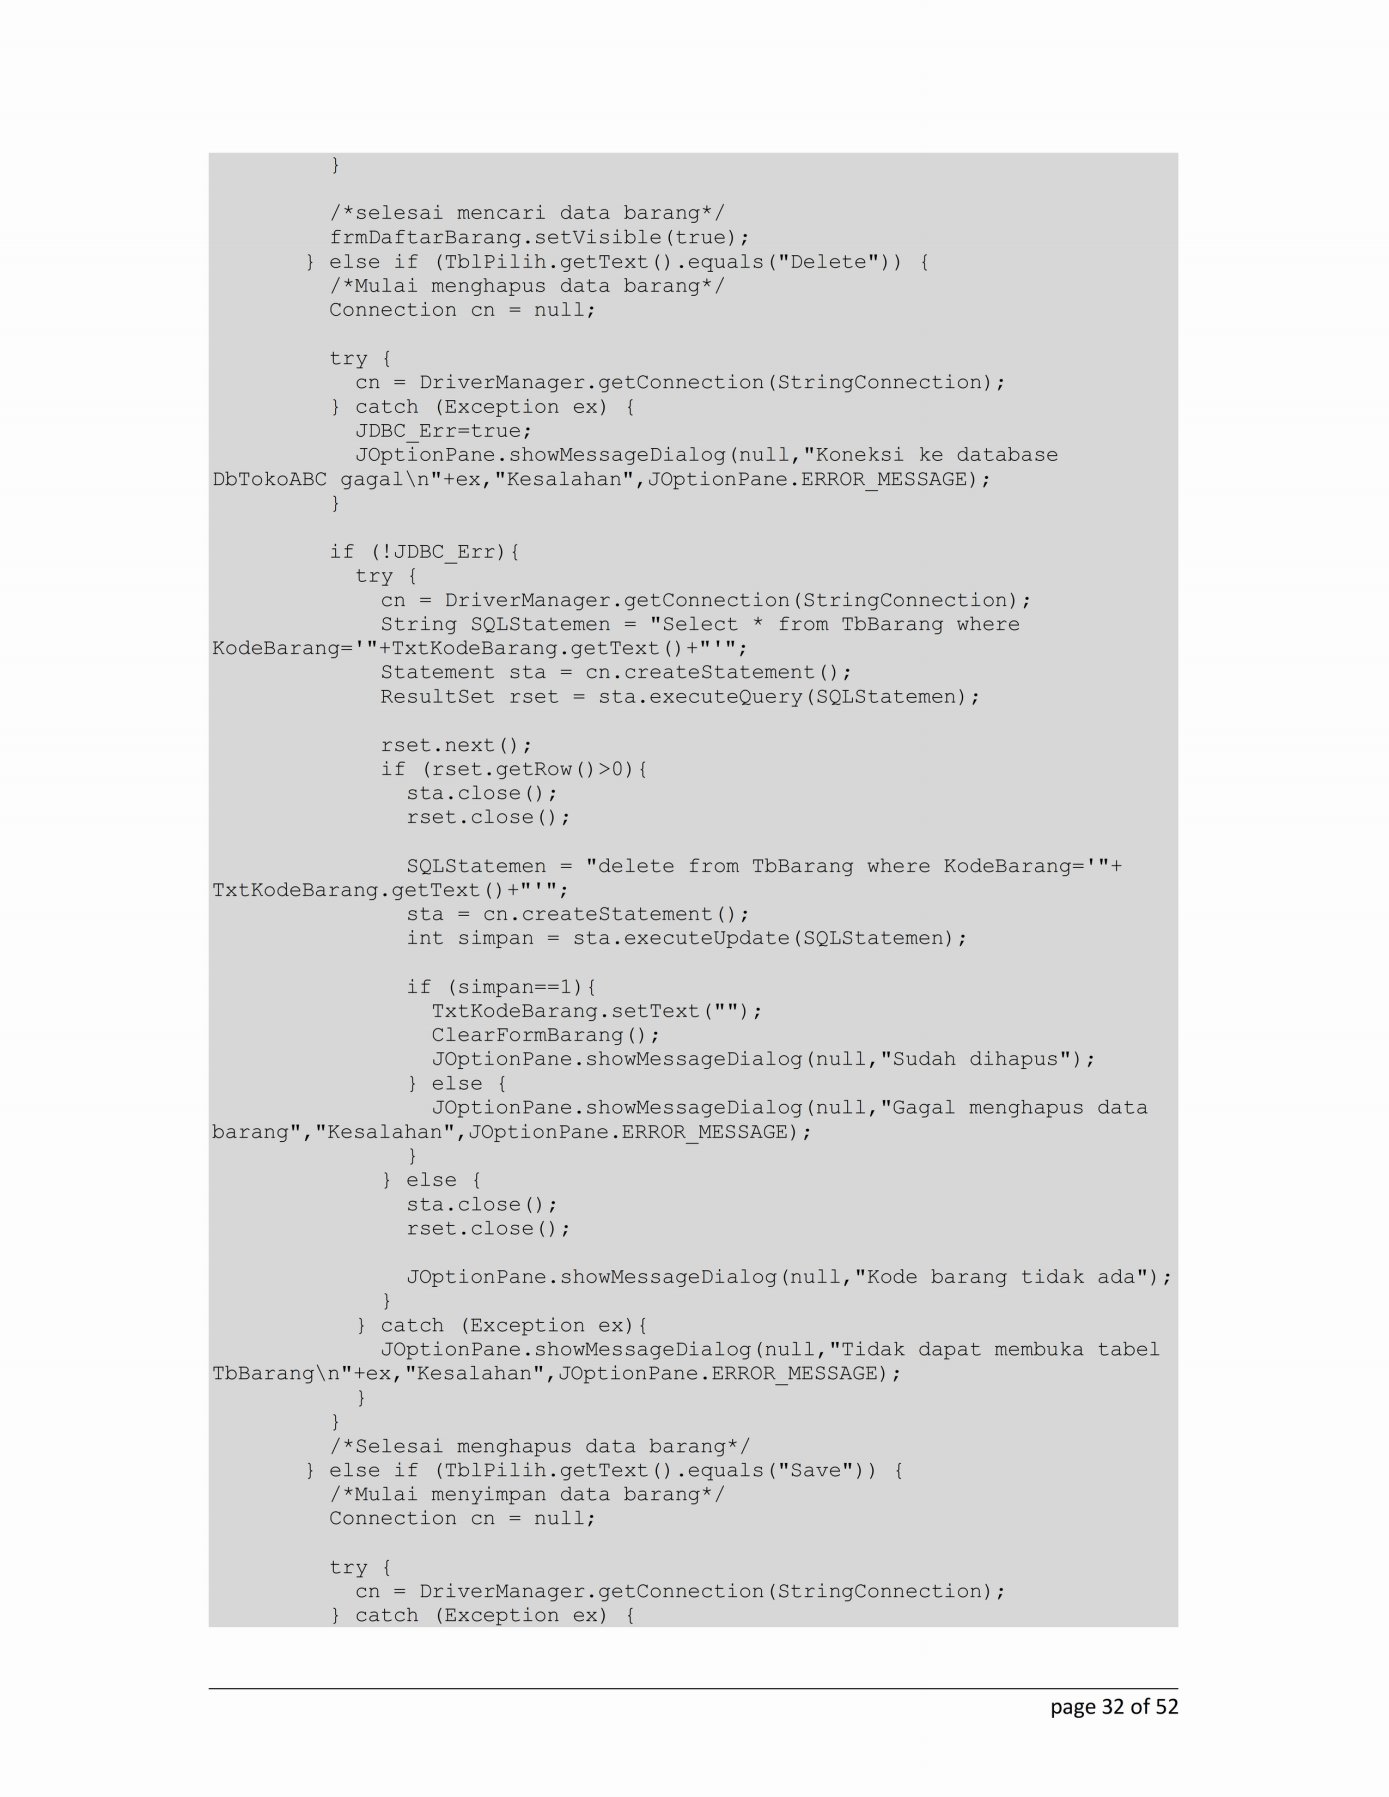 }
/*selesai mencari data barang*/
frmDaftarBarang.setVisible(true);
} else if (TblPilih.getText().equals("Delete")) {
/*Mulai menghapus data barang*/
Connection cn = null;
try {
cn = DriverManager.getConnection(StringConnection);
} catch (Exception ex) {
JDBC_Err=true;
JOptionPane.showMessageDialog(null,"Koneksi ke database
DbTokoABC gagal\n"+ex,"Kesalahan",JOptionPane.ERROR_MESSAGE);
}
if (!JDBC_Err){
try {
cn = DriverManager.getConnection(StringConnection);
String SQLStatemen = "Select * from TbBarang where
KodeBarang='"+TxtKodeBarang.getText()+"'";
Statement sta = cn.createStatement();
ResultSet rset = sta.executeQuery(SQLStatemen);
rset.next();
if (rset.getRow()>0){
sta.close();
rset.close();
SQLStatemen = "delete from TbBarang where KodeBarang='"+
TxtKodeBarang.getText()+"'";
sta = cn.createStatement();
int simpan = sta.executeUpdate(SQLStatemen);
if (simpan==1){
TxtKodeBarang.setText("");
ClearFormBarang();
JOptionPane.showMessageDialog(null,"Sudah dihapus");
} else {
JOptionPane.showMessageDialog(null,"Gagal menghapus data
barang","Kesalahan",JOptionPane.ERROR_MESSAGE);
}
} else {
sta.close();
rset.close();
JOptionPane.showMessageDialog(null,"Kode barang tidak ada");
}
} catch (Exception ex){
JOptionPane.showMessageDialog(null,"Tidak dapat membuka tabel
TbBarang\n"+ex,"Kesalahan",JOptionPane.ERROR_MESSAGE);
}
}
/*Selesai menghapus data barang*/
} else if (TblPilih.getText().equals("Save")) {
/*Mulai menyimpan data barang*/
Connection cn = null;
try {
cn = DriverManager.getConnection(StringConnection);
} catch (Exception ex) {
page 32 of 52